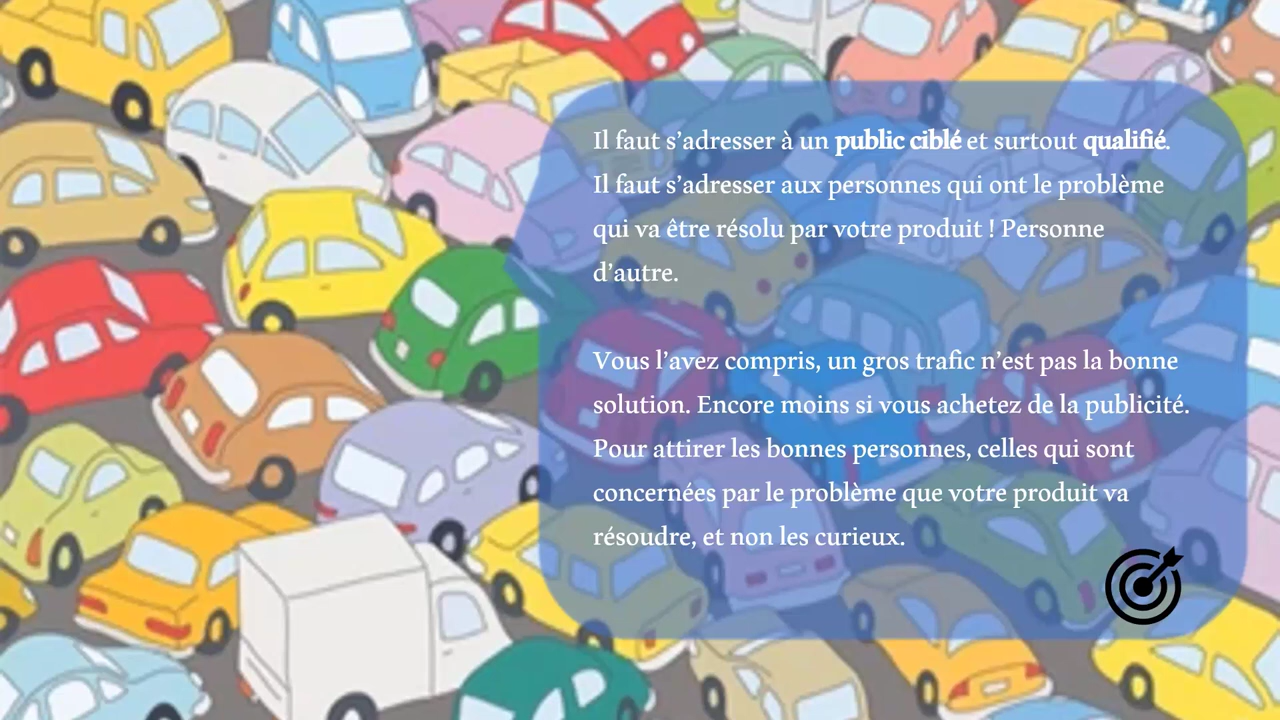 Il faut s’adresser à un public ciblé et surtout qualifié.
Il faut s’adresser aux personnes qui ont le problème
qui va être résolu par votre produit ! Personne
d’autre.
Vous l’avez compris, un gros trafic n’est pas la bonne
solution. Encore moins si vous achetez de la publicité.
Pour attirer les bonnes personnes, celles qui sont
concernées par le problème que votre produit va
résoudre, et non les curieux.